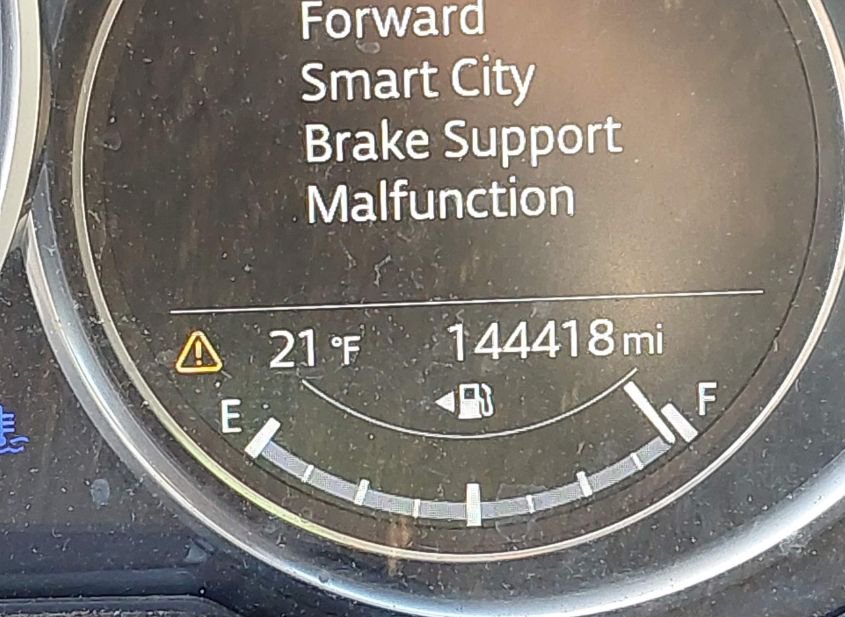 Forward
Smart City
Brake Support
Malfunction
21 °F 144418 mi
E F